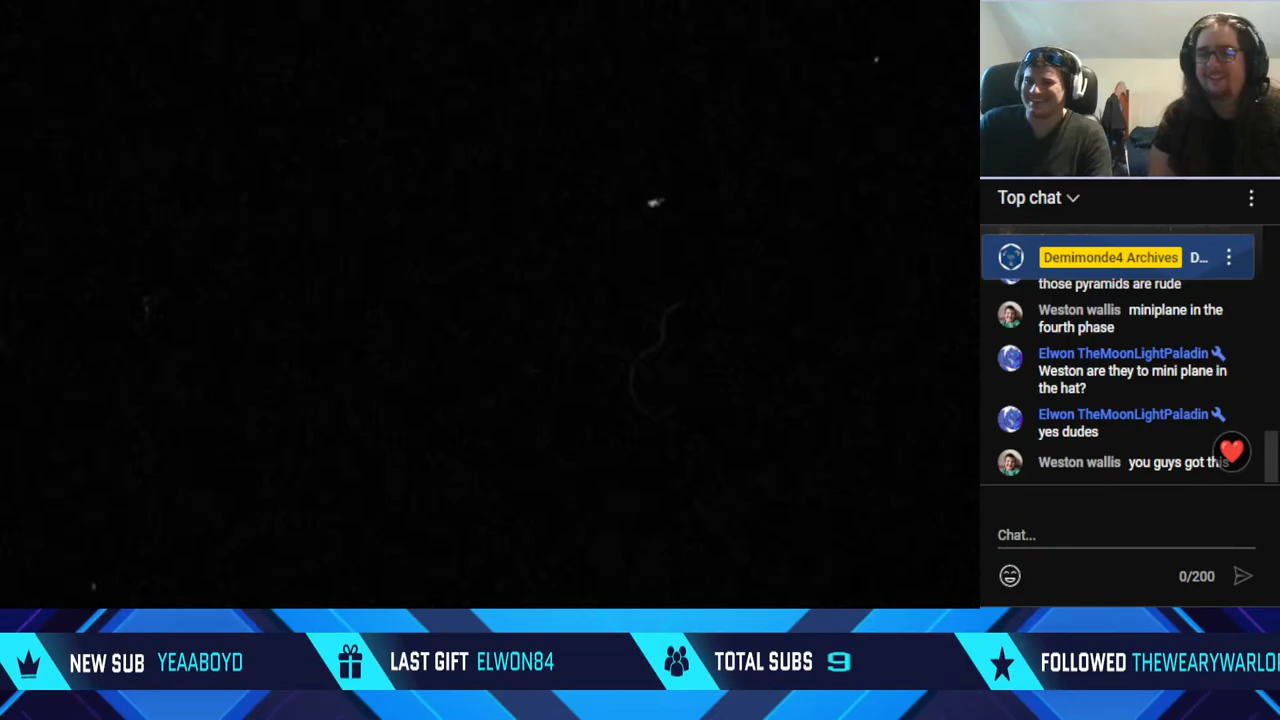 Top chat
Demimonde4 Archives D...
those pyramids are rude
Weston wallis miniplane in the
fourth phase
Elwon TheMoonLightPaladin
Weston are they to mini plane in
the hat?
Elwon TheMoonLightPaladin
yes dudes
Weston wallis you guys got this
Chat...
0/200
NEW SUB YEAABOYD
LAST GIFT ELWON84
TOTAL SUBS 9
FOLLOWED THEWEARYWARLO